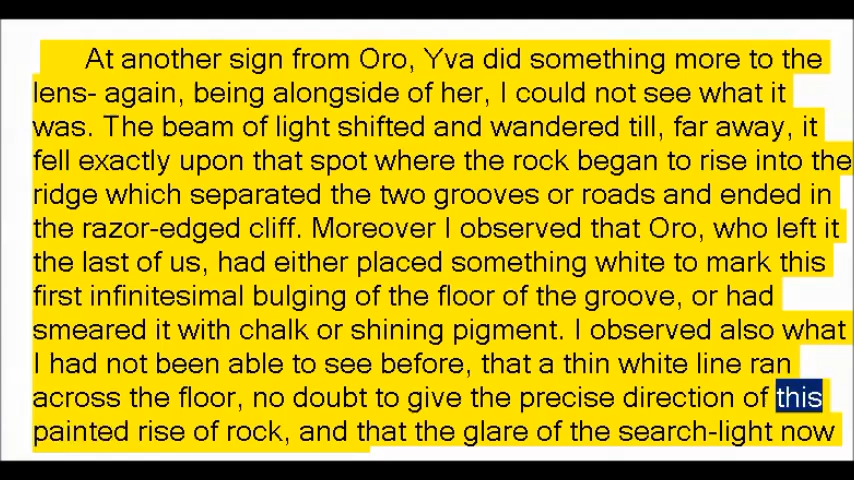 At another sign from Oro, Yva did something more to the
lens- again, being alongside of her, I could not see what it
was. The beam of light shifted and wandered till, far away, it
fell exactly upon that spot where the rock began to rise into the
ridge which separated the two grooves or roads and ended in
the razor-edged cliff. Moreover I observed that Oro, who left it
the last of us, had either placed something white to mark this
first infinitesimal bulging of the floor of the groove, or had
smeared it with chalk or shining pigment. I observed also what
I had not been able to see before, that a thin white line ran
across the floor, no doubt to give the precise direction of this
painted rise of rock, and that the glare of the search-light now